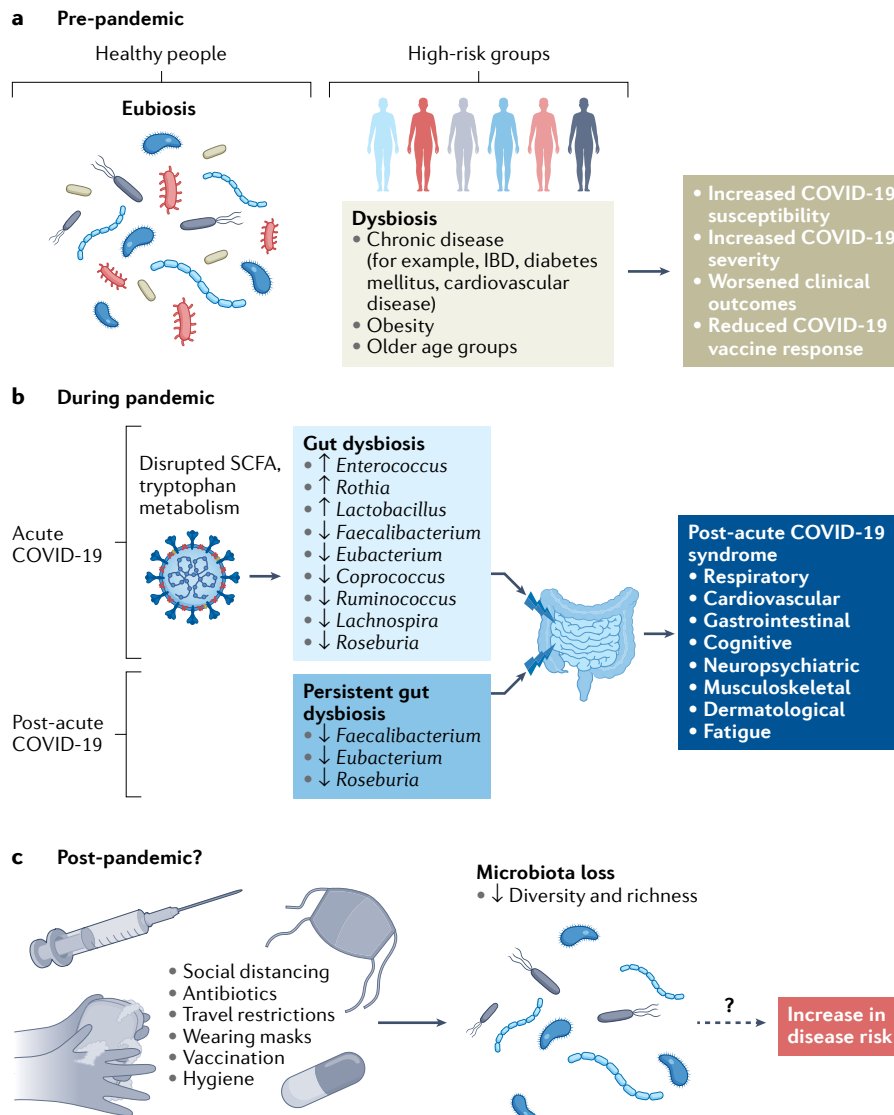 a Pre-pandemic
Healthy people
High-risk groups
Eubiosis
Dysbiosis
• Chronic disease
(for example, IBD, diabetes
mellitus, cardiovascular
disease)
• Obesity
• Older age groups
• Increased COVID-19
susceptibility
• Increased COVID-19
severity
• Worsened clinical
outcomes
• Reduced COVID-19
vaccine response
b During pandemic
Acute
COVID-19
Disrupted SCFA,
tryptophan
metabolism
Gut dysbiosis
• ↑ Enterococcus
• ↑ Rothia
• ↑ Lactobacillus
• ↓ Faecalibacterium
• ↓ Eubacterium
• ↓ Coprococcus
• ↓ Ruminococcus
• ↓ Lachnospira
• ↓ Roseburia
Post-acute
COVID-19
Persistent gut
dysbiosis
• ↓ Faecalibacterium
• ↓ Eubacterium
• ↓ Roseburia
Post-acute COVID-19
syndrome
• Respiratory
• Cardiovascular
• Gastrointestinal
• Cognitive
• Neuropsychiatric
• Musculoskeletal
• Dermatological
• Fatigue
c Post-pandemic?
• Social distancing
• Antibiotics
• Travel restrictions
• Wearing masks
• Vaccination
• Hygiene
Microbiota loss
• ↓ Diversity and richness
?
Increase in
disease risk